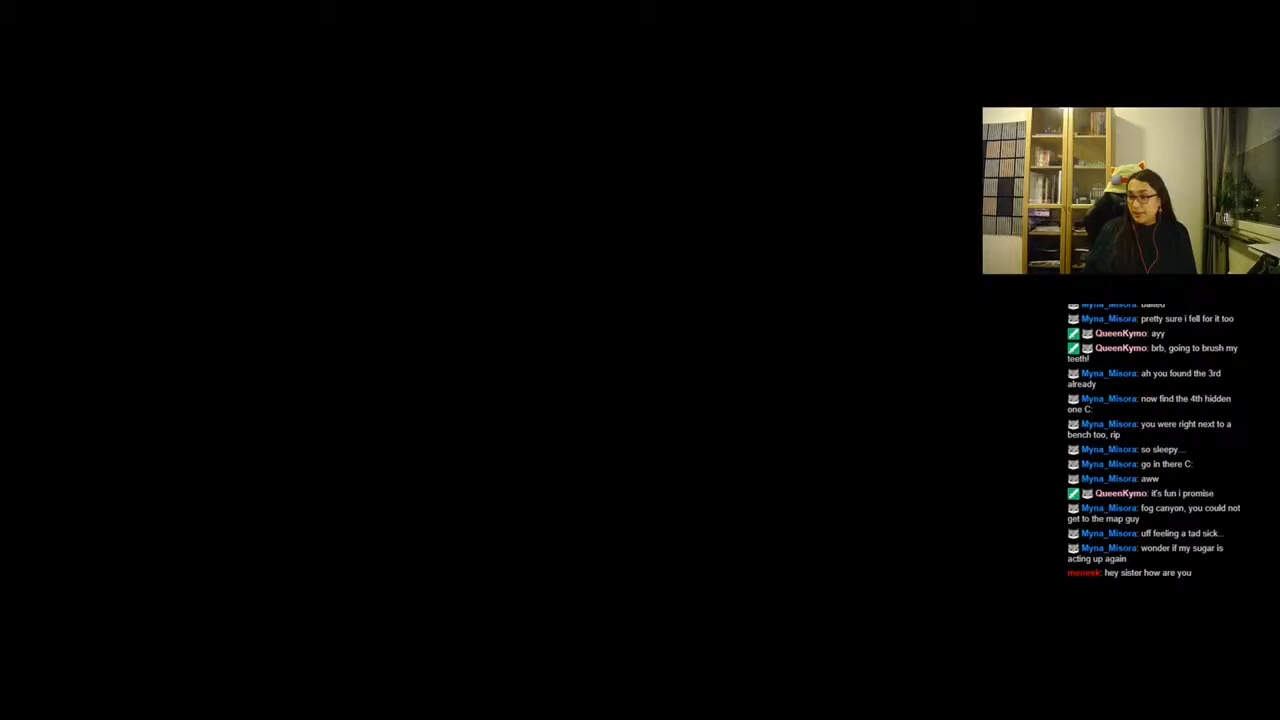 Myna_Misora: baited
Myna_Misora: pretty sure i fell for it too
QueenKymo: ayy
QueenKymo: brb, going to brush my
teeth!
Myna_Misora: ah you found the 3rd
already
Myna_Misora: now find the 4th hidden
one C:
Myna_Misora: you were right next to a
bench too, rip
Myna_Misora: so sleepy....
Myna_Misora: go in there C:
Myna_Misora: aww
QueenKymo: it's fun i promise
Myna_Misora: fog canyon, you could not
get to the map guy
Myna_Misora: uff feeling a tad sick...
Myna_Misora: wonder if my sugar is
acting up again
: hey sister how are you